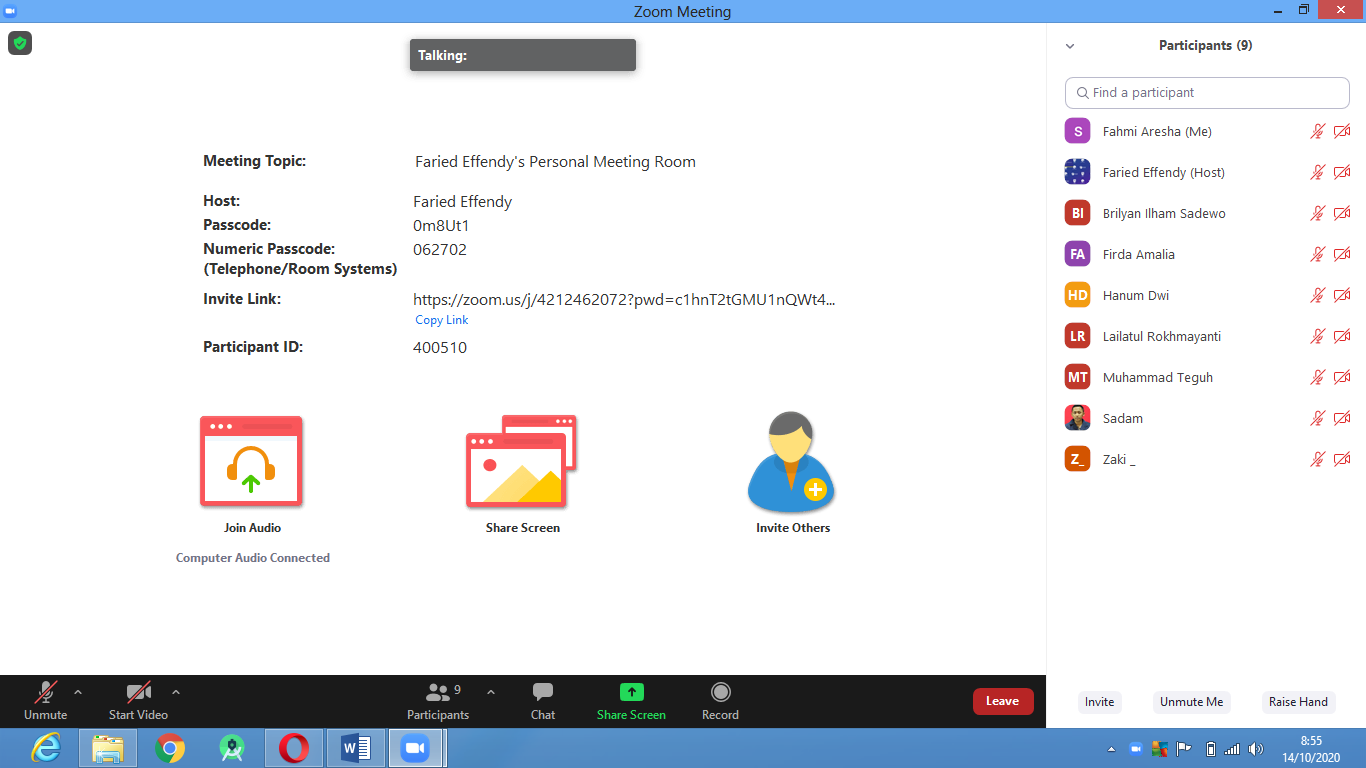 Zoom Meeting
Talking:
Meeting Topic: Faried Effendy's Personal Meeting Room
Host: Faried Effendy
Passcode: 0m8Ut1
Numeric Passcode: 062702
(Telephone/Room Systems)
Invite Link: https://zoom.us/j/4212462072?pwd=c1hnT2tGMU1nQWt4...
Copy Link
Participant ID: 400510
Join Audio
Computer Audio Connected
Share Screen
Invite Others
Participants (9)
Find a participant
S Fahmi Aresha (Me)
Faried Effendy (Host)
BI Brilyan Ilham Sadewo
FA Firda Amalia
HD Hanum Dwi
LR Lailatul Rokhmayanti
MT Muhammad Teguh
Sadam
Z_ Zaki _
Unmute
Start Video
9
Participants
Chat
Share Screen
Record
Leave
Invite
Unmute Me
Raise Hand
8:55
14/10/2020